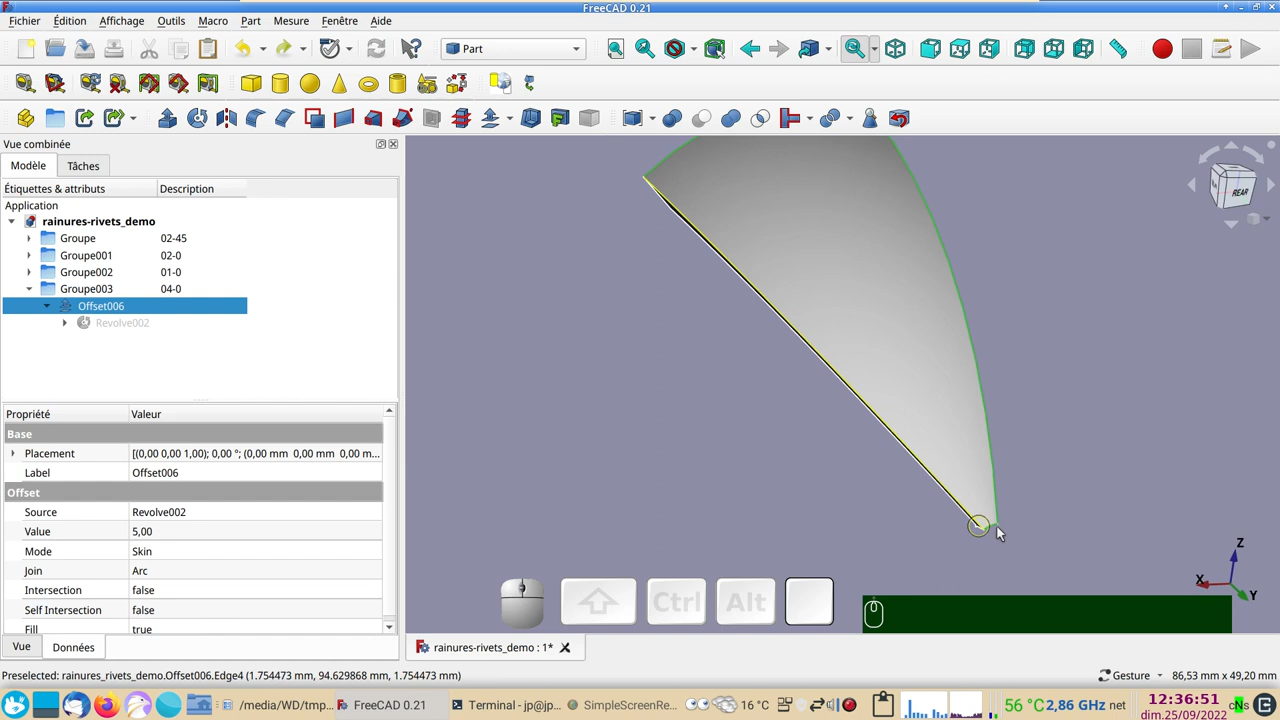 FreeCAD 0.21
Fichier Édition Affichage Outils Macro Part Mesure Fenêtre Aide
Part
Vue combinée
Modèle Tâches
Étiquettes & attributs Description
Application
rainures-rivets_demo
Groupe 02-45
Groupe001 02-0
Groupe002 01-0
Groupe003 04-0
Offset006
Revolve002
Propriété Valeur
Base
Placement [(0,00 0,00 1,00); 0,00 °; (0,00 mm 0,00 mm 0,00 m...
Label Offset006
Offset
Source Revolve002
Value 5,00
Mode Skin
Join Arc
Intersection false
Self Intersection false
Fill true
Vue Données
REAR
Z
X
Y
Ctrl Alt
rainures-rivets_demo : 1*
Preselected: rainures_rivets_demo.Offset006.Edge4 (1.754473 mm, 94.629868 mm, 1.754473 mm)
Gesture 86,53 mm x 49,20 mm
/media/WD/tmp... FreeCAD 0.21 Terminal - jp@jp... SimpleScreenRe... 16 °C 56 °C 2,86 GHz net 12:36:51
dim.25/09/2022
cNs